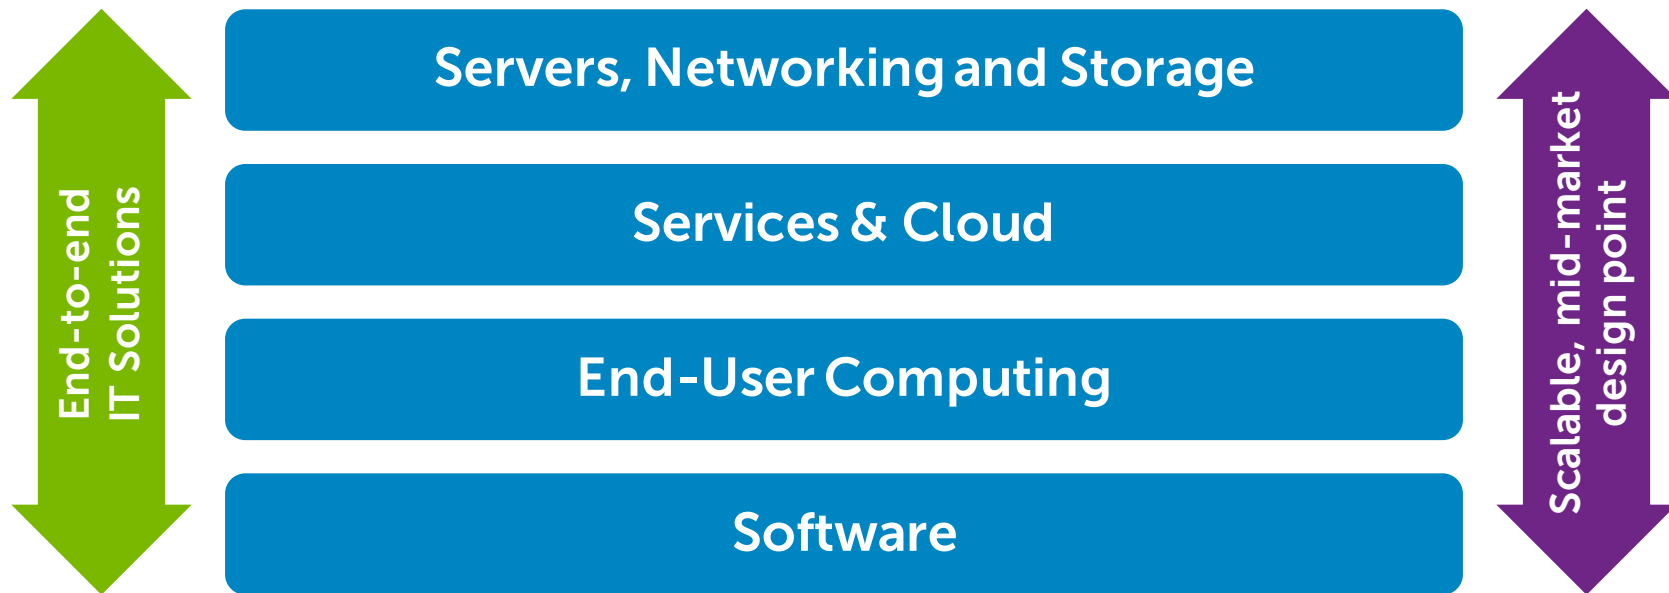 End-to-end
IT Solutions
Servers, Networking and Storage
Services & Cloud
End-User Computing
Software
Scalable, mid-market
design point